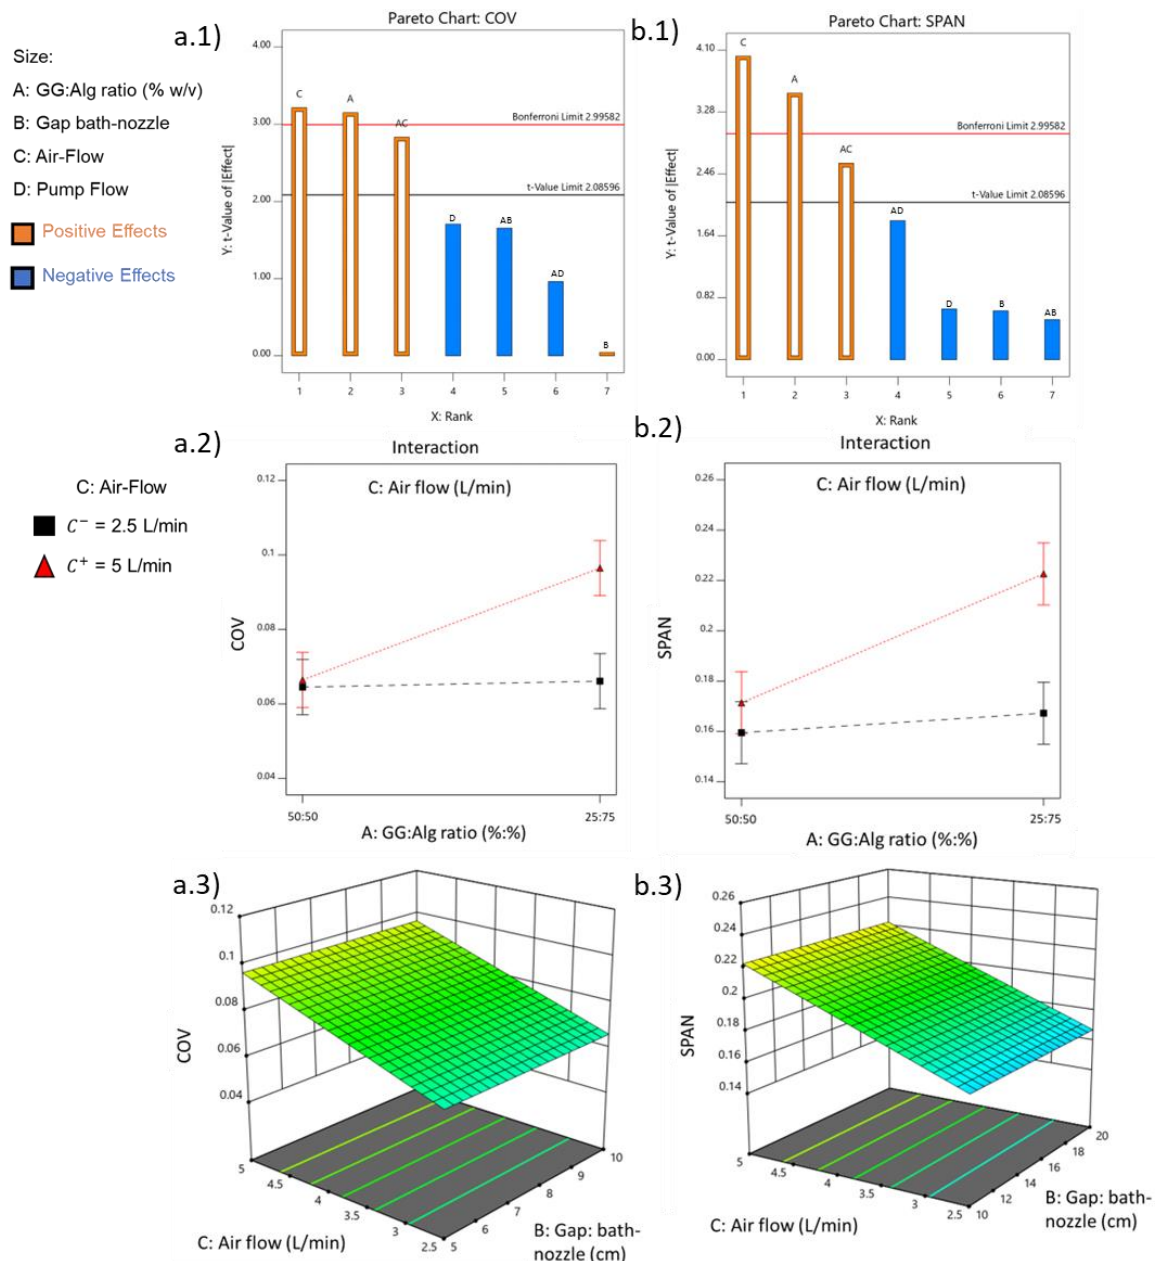 Size:
A: GG:Alg ratio (% w/v)
B: Gap bath-nozzle
C: Air-Flow
D: Pump Flow
Positive Effects
Negative Effects
a.1)
Pareto Chart: COV
Y: t-Value of |Effect|
4.00
3.00
2.00
1.00
0.00
Bonferroni Limit 2.99582
t-Value Limit 2.08596
C
A
AC
D
AB
AD
B
1 2 3 4 5 6 7
X: Rank
b.1)
Pareto Chart: SPAN
Y: t-Value of |Effect|
4.10
3.28
2.46
1.64
0.82
0.00
Bonferroni Limit 2.99582
t-Value Limit 2.08596
C
A
AC
AD
D
B
AB
1 2 3 4 5 6 7
X: Rank
C: Air-Flow
C⁻ = 2.5 L/min
C⁺ = 5 L/min
a.2)
Interaction
C: Air flow (L/min)
COV
0.12
0.1
0.08
0.06
0.04
50:50 25:75
A: GG:Alg ratio (%:%)
b.2)
Interaction
C: Air flow (L/min)
SPAN
0.26
0.24
0.22
0.2
0.18
0.16
0.14
50:50 25:75
A: GG:Alg ratio (%:%)
a.3)
COV
0.12
0.1
0.08
0.06
0.04
5 4.5 4 3.5 3 2.5
C: Air flow (L/min)
5 6 7 8 9 10
B: Gap: bath-
nozzle (cm)
b.3)
SPAN
0.26
0.24
0.22
0.2
0.18
0.16
0.14
5 4.5 4 3.5 3 2.5
C: Air flow (L/min)
10 12 14 16 18 20
B: Gap: bath-
nozzle (cm)